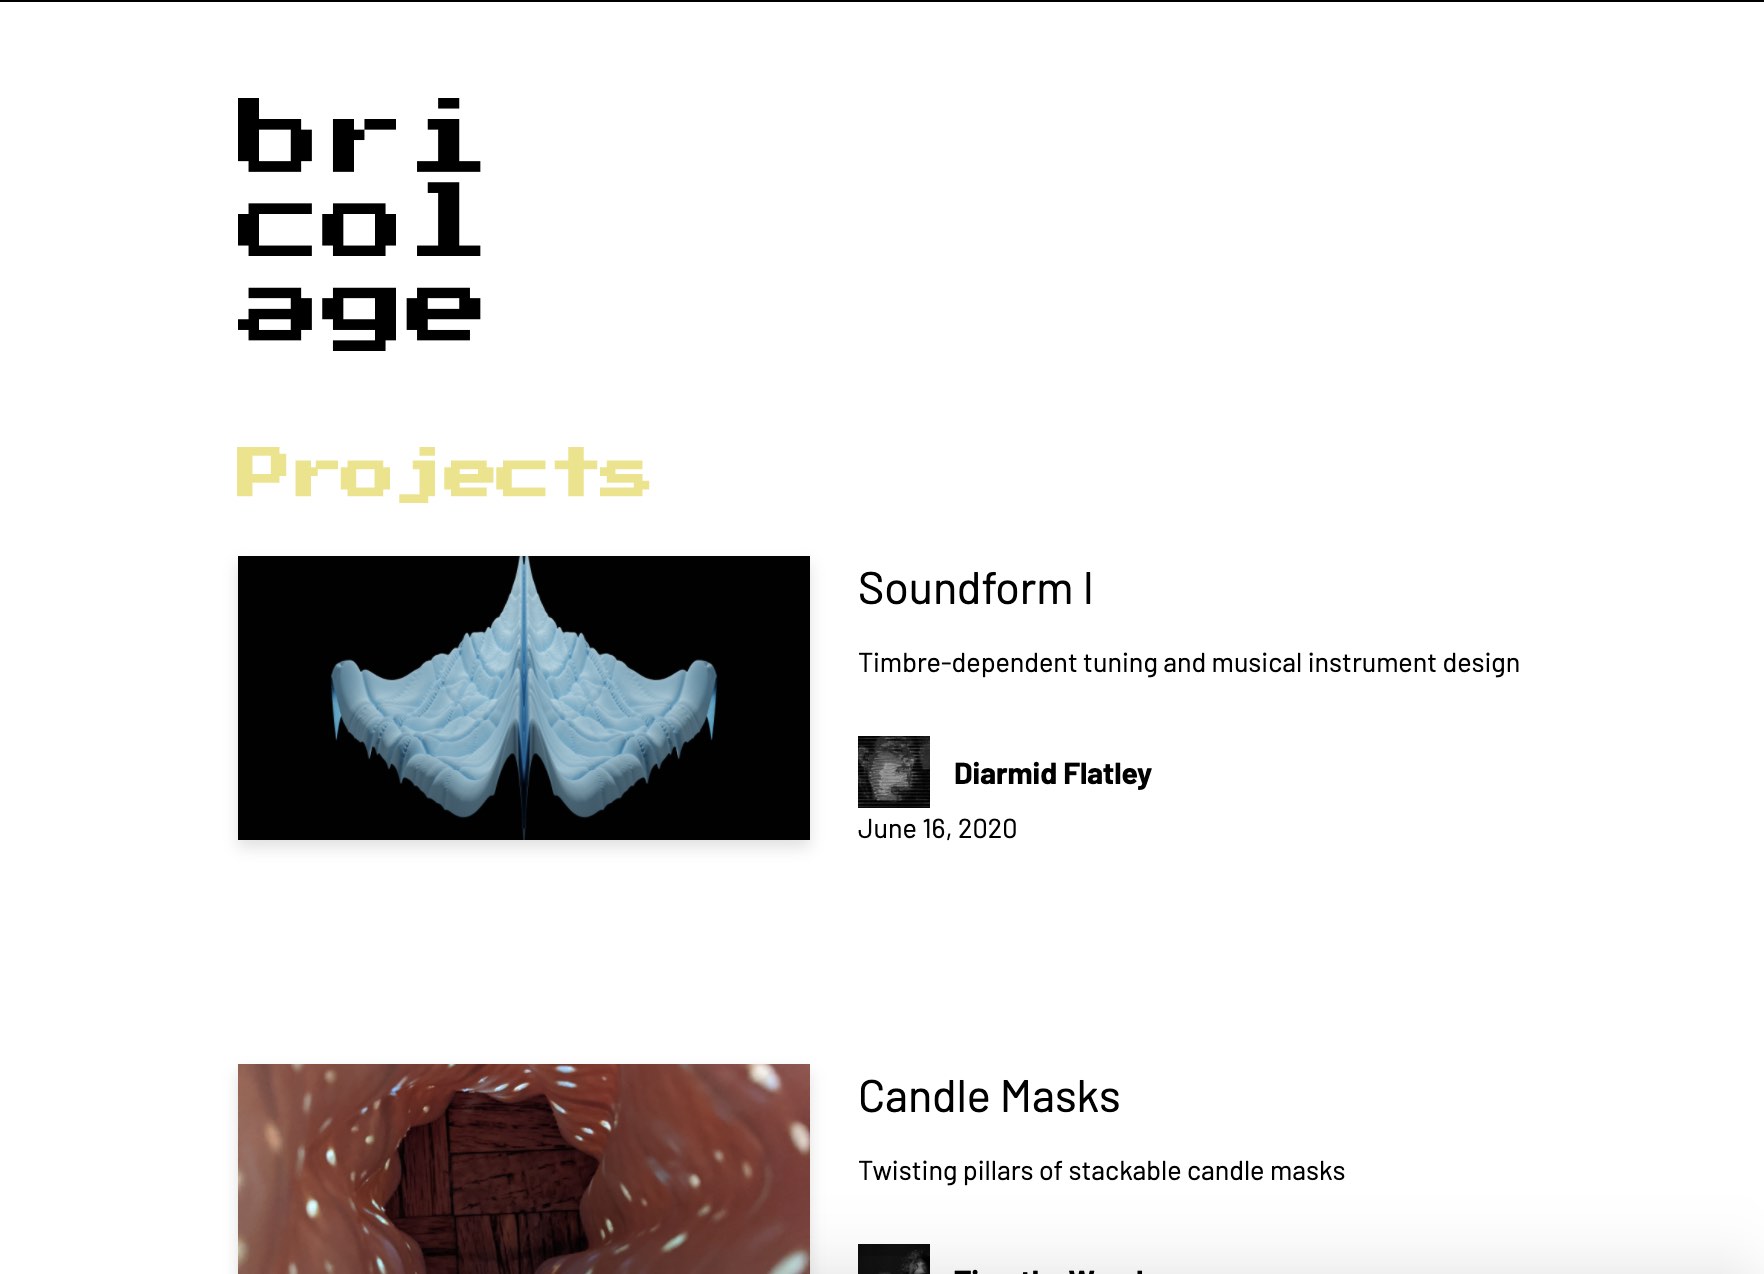 bri
col
age
Projects
Soundform I
Timbre-dependent tuning and musical instrument design
Diarmid Flatley
June 16, 2020
Candle Masks
Twisting pillars of stackable candle masks